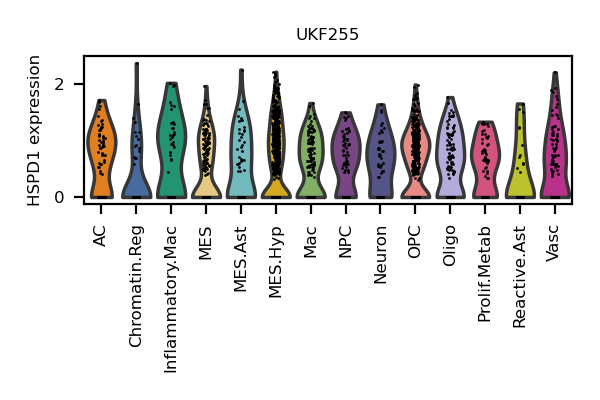 UKF255
HSPD1 expression
2
0
AC
Chromatin.Reg
Inflammatory.Mac
MES
MES.Ast
MES.Hyp
Mac
NPC
Neuron
OPC
Oligo
Prolif.Metab
Reactive.Ast
Vasc